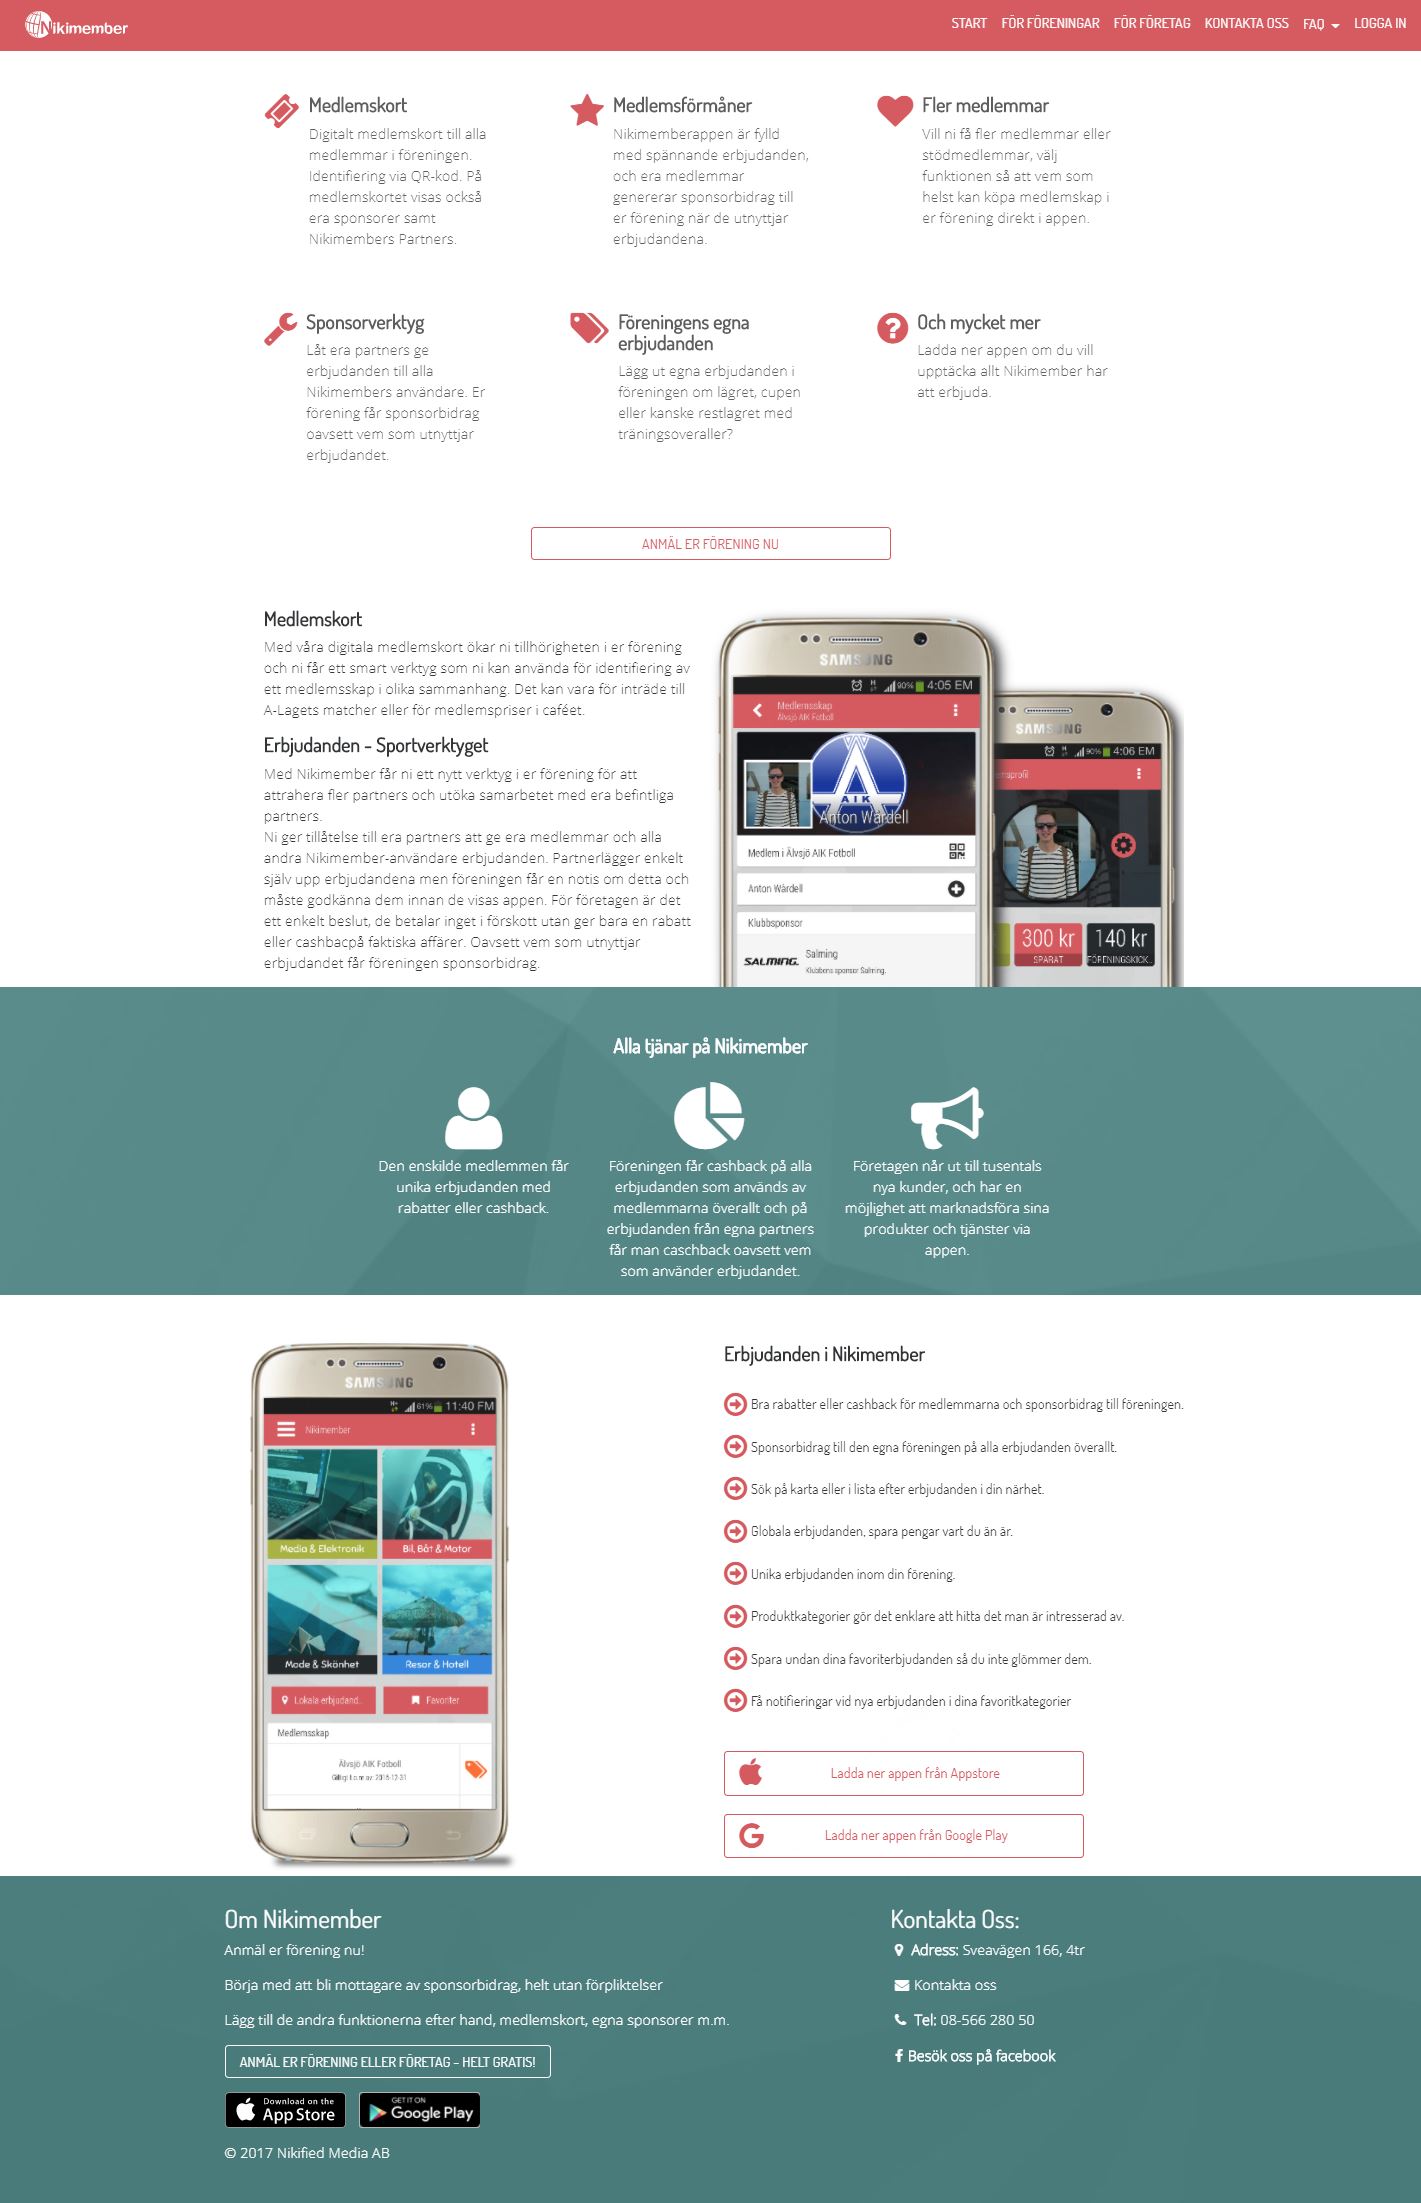 Nikimember
START FÖR FÖRENINGAR FÖR FÖRETAG KONTAKTA OSS FAQ LOGGA IN
Medlemskort
Digitalt medlemskort till alla
medlemmar i föreningen.
Identifiering via QR-kod. På
medlemskortet visas också
era sponsorer samt
Nikimembers Partners.
Medlemsförmåner
Nikimemberappen är fylld
med spännande erbjudanden,
och era medlemmar
genererar sponsorbidrag till
er förening när de utnyttjar
erbjudandena.
Fler medlemmar
Vill ni få fler medlemmar eller
stödmedlemmar, välj
funktionen så att vem som
helst kan köpa medlemskap i
er förening direkt i appen.
Sponsorverktyg
Låt era partners ge
erbjudanden till alla
Nikimembers användare. Er
förening får sponsorbidrag
oavsett vem som utnyttjar
erbjudandet.
Föreningens egna
erbjudanden
Lägg ut egna erbjudanden i
föreningen om lägret, cupen
eller kanske restlagret med
träningsoveraller?
Och mycket mer
Ladda ner appen om du vill
upptäcka allt Nikimember har
att erbjuda.
ANMÄL ER FÖRENING NU
Medlemskort
Med våra digitala medlemskort ökar ni tillhörigheten i er förening
och ni får ett smart verktyg som ni kan använda för identifiering av
ett medlemsskap i olika sammanhang. Det kan vara för inträde till
A-Lagets matcher eller för medlemspriser i caféet.
Erbjudanden - Sportverktyget
Med Nikimember får ni ett nytt verktyg i er förening för att
attrahera fler partners och utöka samarbetet med era befintliga
partners.
Ni ger tillåtelse till era partners att ge era medlemmar och alla
andra Nikimember-användare erbjudanden. Partnerlägger enkelt
själv upp erbjudandena men föreningen får en notis om detta och
måste godkänna dem innan de visas appen. För företagen är det
ett enkelt beslut, de betalar inget i förskott utan ger bara en rabatt
eller cashbacpå faktiska affärer. Oavsett vem som utnyttjar
erbjudandet får föreningen sponsorbidrag.
SAMSUNG
90% 4:05 EM
Medlemsskap
Älvsjö AIK Fotboll
AIK
Anton Wårdell
Medlem i Älvsjö AIK Fotboll
Anton Wårdell
Klubbsponsor
SALMING.
Salming
Klubbens sponsor Salming.
SAMSUNG
90% 4:06 EM
300 kr
SPARAT
140 kr
FÖRENINGSKICK..
Alla tjänar på Nikimember
Den enskilde medlemmen får
unika erbjudanden med
rabatter eller cashback.
Föreningen får cashback på alla
erbjudanden som används av
medlemmarna överallt och på
erbjudanden från egna partners
får man caschback oavsett vem
som använder erbjudandet.
Företagen når ut till tusentals
nya kunder, och har en
möjlighet att marknadsföra sina
produkter och tjänster via
appen.
SAMSUNG
61% 11:40 FM
Nikimember
Media & Elektronik
Bil, Båt & Motor
Mode & Skönhet
Resor & Hotell
Lokala erbjudand..
Favoriter
Medlemsskap
Älvsjö AIK Fotboll
Giltigt t.o.m av: 2016-12-31
Erbjudanden i Nikimember
Bra rabatter eller cashback för medlemmarna och sponsorbidrag till föreningen.
Sponsorbidrag till den egna föreningen på alla erbjudanden överallt.
Sök på karta eller i lista efter erbjudanden i din närhet.
Globala erbjudanden, spara pengar vart du än är.
Unika erbjudanden inom din förening.
Produktkategorier gör det enklare att hitta det man är intresserad av.
Spara undan dina favoriterbjudanden så du inte glömmer dem.
Få notifieringar vid nya erbjudanden i dina favoritkategorier
Ladda ner appen från Appstore
Ladda ner appen från Google Play
Om Nikimember
Anmäl er förening nu!
Börja med att bli mottagare av sponsorbidrag, helt utan förpliktelser
Lägg till de andra funktionerna efter hand, medlemskort, egna sponsorer m.m.
ANMÄL ER FÖRENING ELLER FÖRETAG - HELT GRATIS!
Download on the
App Store
GET IT ON
Google Play
© 2017 Nikified Media AB
Kontakta Oss:
Adress: Sveavägen 166, 4tr
Kontakta oss
Tel: 08-566 280 50
Besök oss på facebook